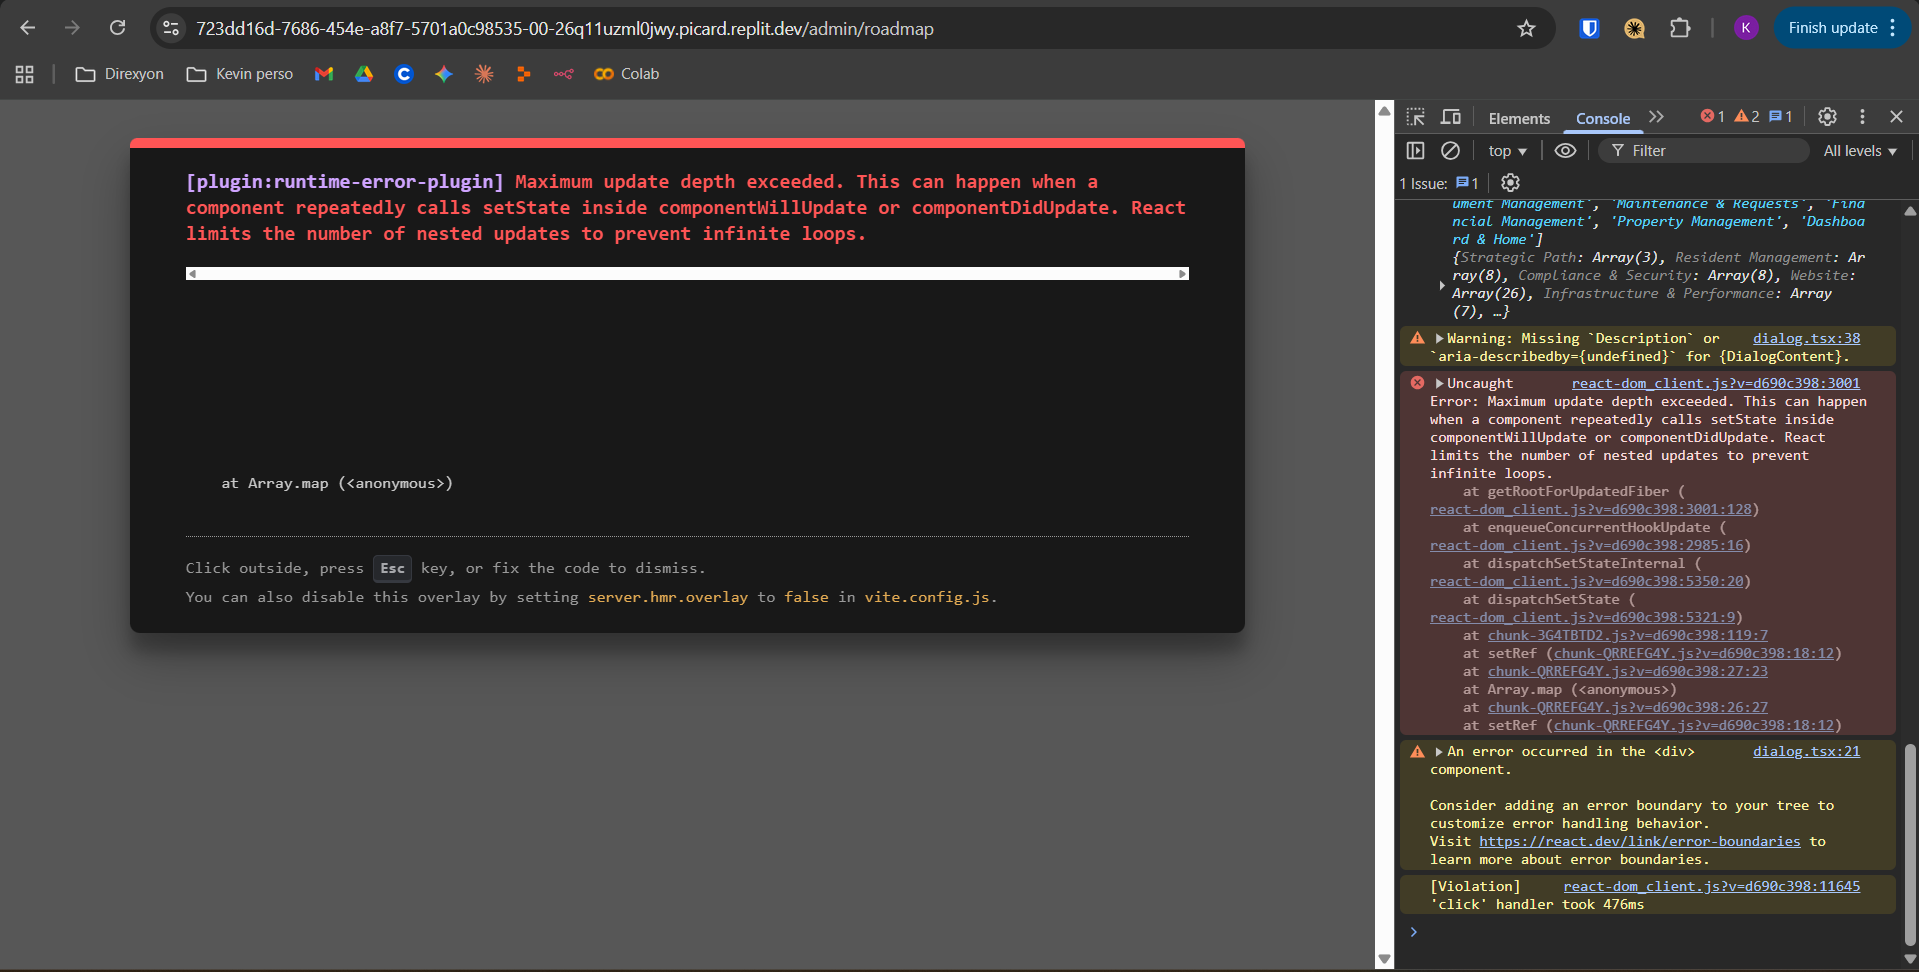 723dd16d-7686-454e-a8f7-5701a0c98535-00-26q11uzml0jwy.picard.replit.dev/admin/roadmap
K
Finish update
Direxyon
Kevin perso
Colab
[plugin:runtime-error-plugin] Maximum update depth exceeded. This can happen when a
component repeatedly calls setState inside componentWillUpdate or componentDidUpdate. React
limits the number of nested updates to prevent infinite loops.
at Array.map (<anonymous>)
Click outside, press Esc key, or fix the code to dismiss.
You can also disable this overlay by setting server.hmr.overlay to false in vite.config.js.
Elements
Console
1
2
1
top
Filter
All levels
1 Issue: 1
ument Management', 'Maintenance & Requests', 'Fina
ncial Management', 'Property Management', 'Dashboa
rd & Home']
{Strategic Path: Array(3), Resident Management: Ar
ray(8), Compliance & Security: Array(8), Website:
Array(26), Infrastructure & Performance: Array
(7), …}
Warning: Missing `Description` or dialog.tsx:38
`aria-describedby={undefined}` for {DialogContent}.
Uncaught react-dom_client.js?v=d690c398:3001
Error: Maximum update depth exceeded. This can happen
when a component repeatedly calls setState inside
componentWillUpdate or componentDidUpdate. React
limits the number of nested updates to prevent
infinite loops.
at getRootForUpdatedFiber (
react-dom_client.js?v=d690c398:3001:128)
at enqueueConcurrentHookUpdate (
react-dom_client.js?v=d690c398:2985:16)
at dispatchSetStateInternal (
react-dom_client.js?v=d690c398:5350:20)
at dispatchSetState (
react-dom_client.js?v=d690c398:5321:9)
at chunk-3G4TBTD2.js?v=d690c398:119:7
at setRef (chunk-QRREFG4Y.js?v=d690c398:18:12)
at chunk-QRREFG4Y.js?v=d690c398:27:23
at Array.map (<anonymous>)
at chunk-QRREFG4Y.js?v=d690c398:26:27
at setRef (chunk-QRREFG4Y.js?v=d690c398:18:12)
An error occurred in the <div> dialog.tsx:21
component.
Consider adding an error boundary to your tree to
customize error handling behavior.
Visit https://react.dev/link/error-boundaries to
learn more about error boundaries.
[Violation] react-dom_client.js?v=d690c398:11645
'click' handler took 476ms